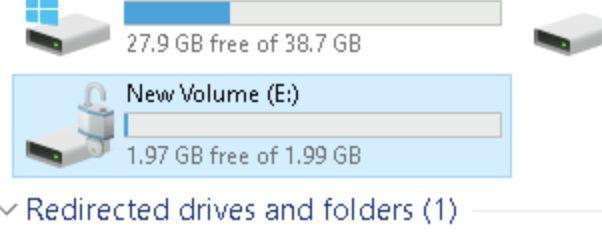 27.9 GB free of 38.7 GB
New Volume (E:)
1.97 GB free of 1.99 GB
Redirected drives and folders (1)